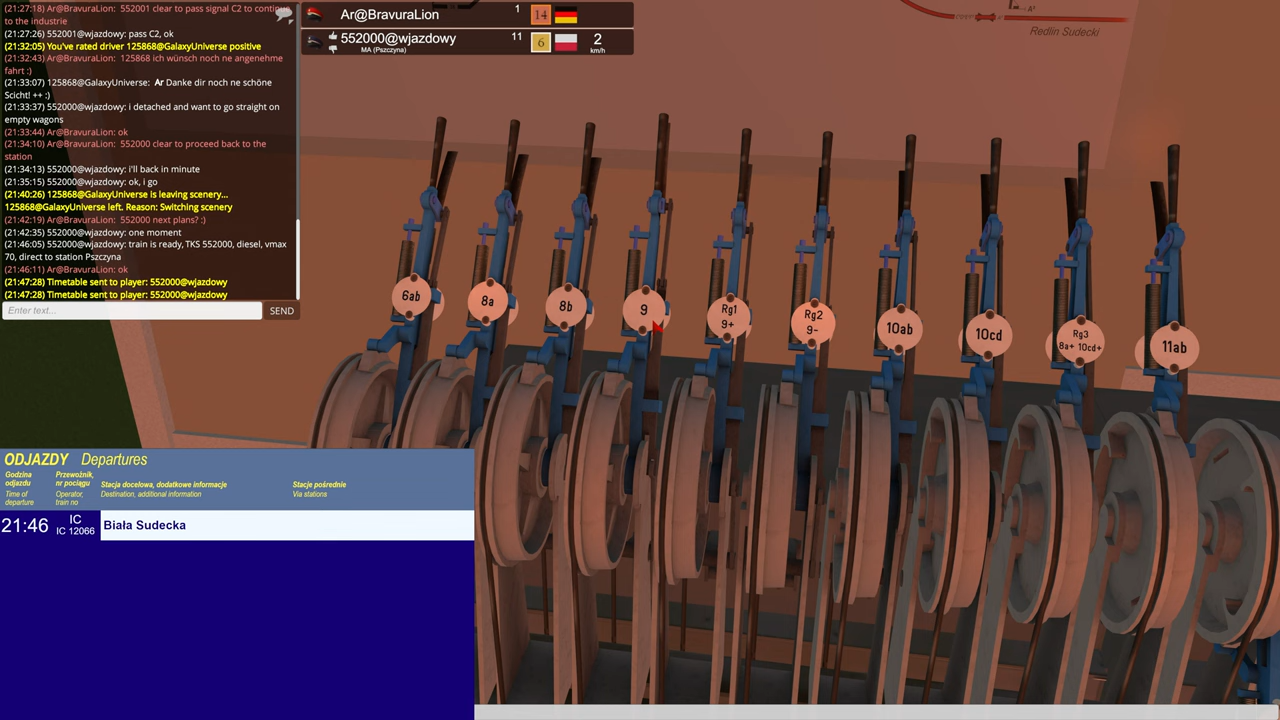 (21:27:18) Ar@BravuraLion: 552001 clear to pass signal C2 to continue
to the industrie
(21:27:26) 552001@wjazdowy: pass C2, ok
(21:32:05) You've rated driver 125868@GalaxyUniverse positive
(21:32:43) Ar@BravuraLion: 125868 ich wünsch noch ne angenehme
fahrt :)
(21:33:07) 125868@GalaxyUniverse: Ar Danke dir noch ne schöne
Scicht! ++ :)
(21:33:37) 552000@wjazdowy: i detached and want to go straight on
empty wagons
(21:33:44) Ar@BravuraLion: ok
(21:34:10) Ar@BravuraLion: 552000 clear to proceed back to the
station
(21:34:13) 552000@wjazdowy: i'll back in minute
(21:35:15) 552000@wjazdowy: ok, i go
(21:40:26) 125868@GalaxyUniverse is leaving scenery...
125868@GalaxyUniverse left. Reason: Switching scenery
(21:42:19) Ar@BravuraLion: 552000 next plans? :)
(21:42:35) 552000@wjazdowy: one moment
(21:46:05) 552000@wjazdowy: train is ready, TKS 552000, diesel, vmax
70, direct to station Pszczyna
(21:46:11) Ar@BravuraLion: ok
(21:47:28) Timetable sent to player: 552000@wjazdowy
(21:47:28) Timetable sent to player: 552000@wjazdowy
Enter text...
SEND
Ar@BravuraLion 1 14
552000@wjazdowy 11 6 2
MA (Pszczyna) km/h
Redlin Sudecki
6ab
8a
8b
9
Rg1
9+
Rg2
9-
10ab
10cd
Rg3
8a+ 10cd+
11ab
ODJAZDY Departures
Godzina
odjazdu
Time of
departure
Przewoźnik,
nr pociągu
Operator,
train no
Stacja docelowa, dodatkowe informacje
Destination, additional information
Stacje pośrednie
Via stations
21:46
IC
IC 12066
Biała Sudecka